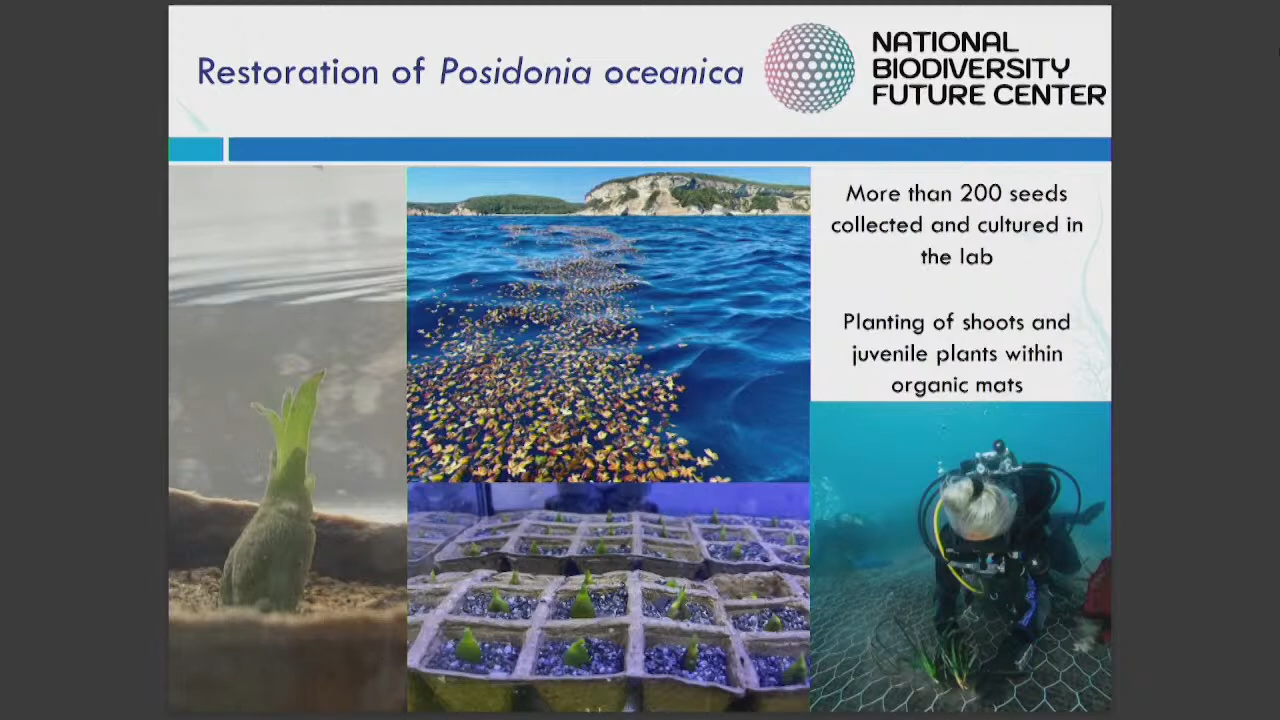 Restoration of Posidonia oceanica
NATIONAL
BIODIVERSITY
FUTURE CENTER
More than 200 seeds
collected and cultured in
the lab
Planting of shoots and
juvenile plants within
organic mats